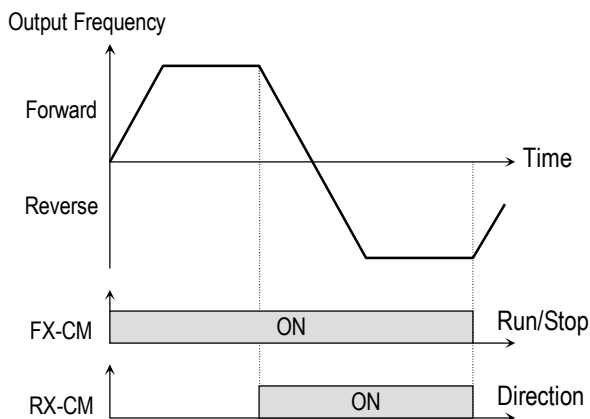 Output Frequency
Forward
Time
Reverse
FX-CM
ON
Run/Stop
RX-CM
ON
Direction